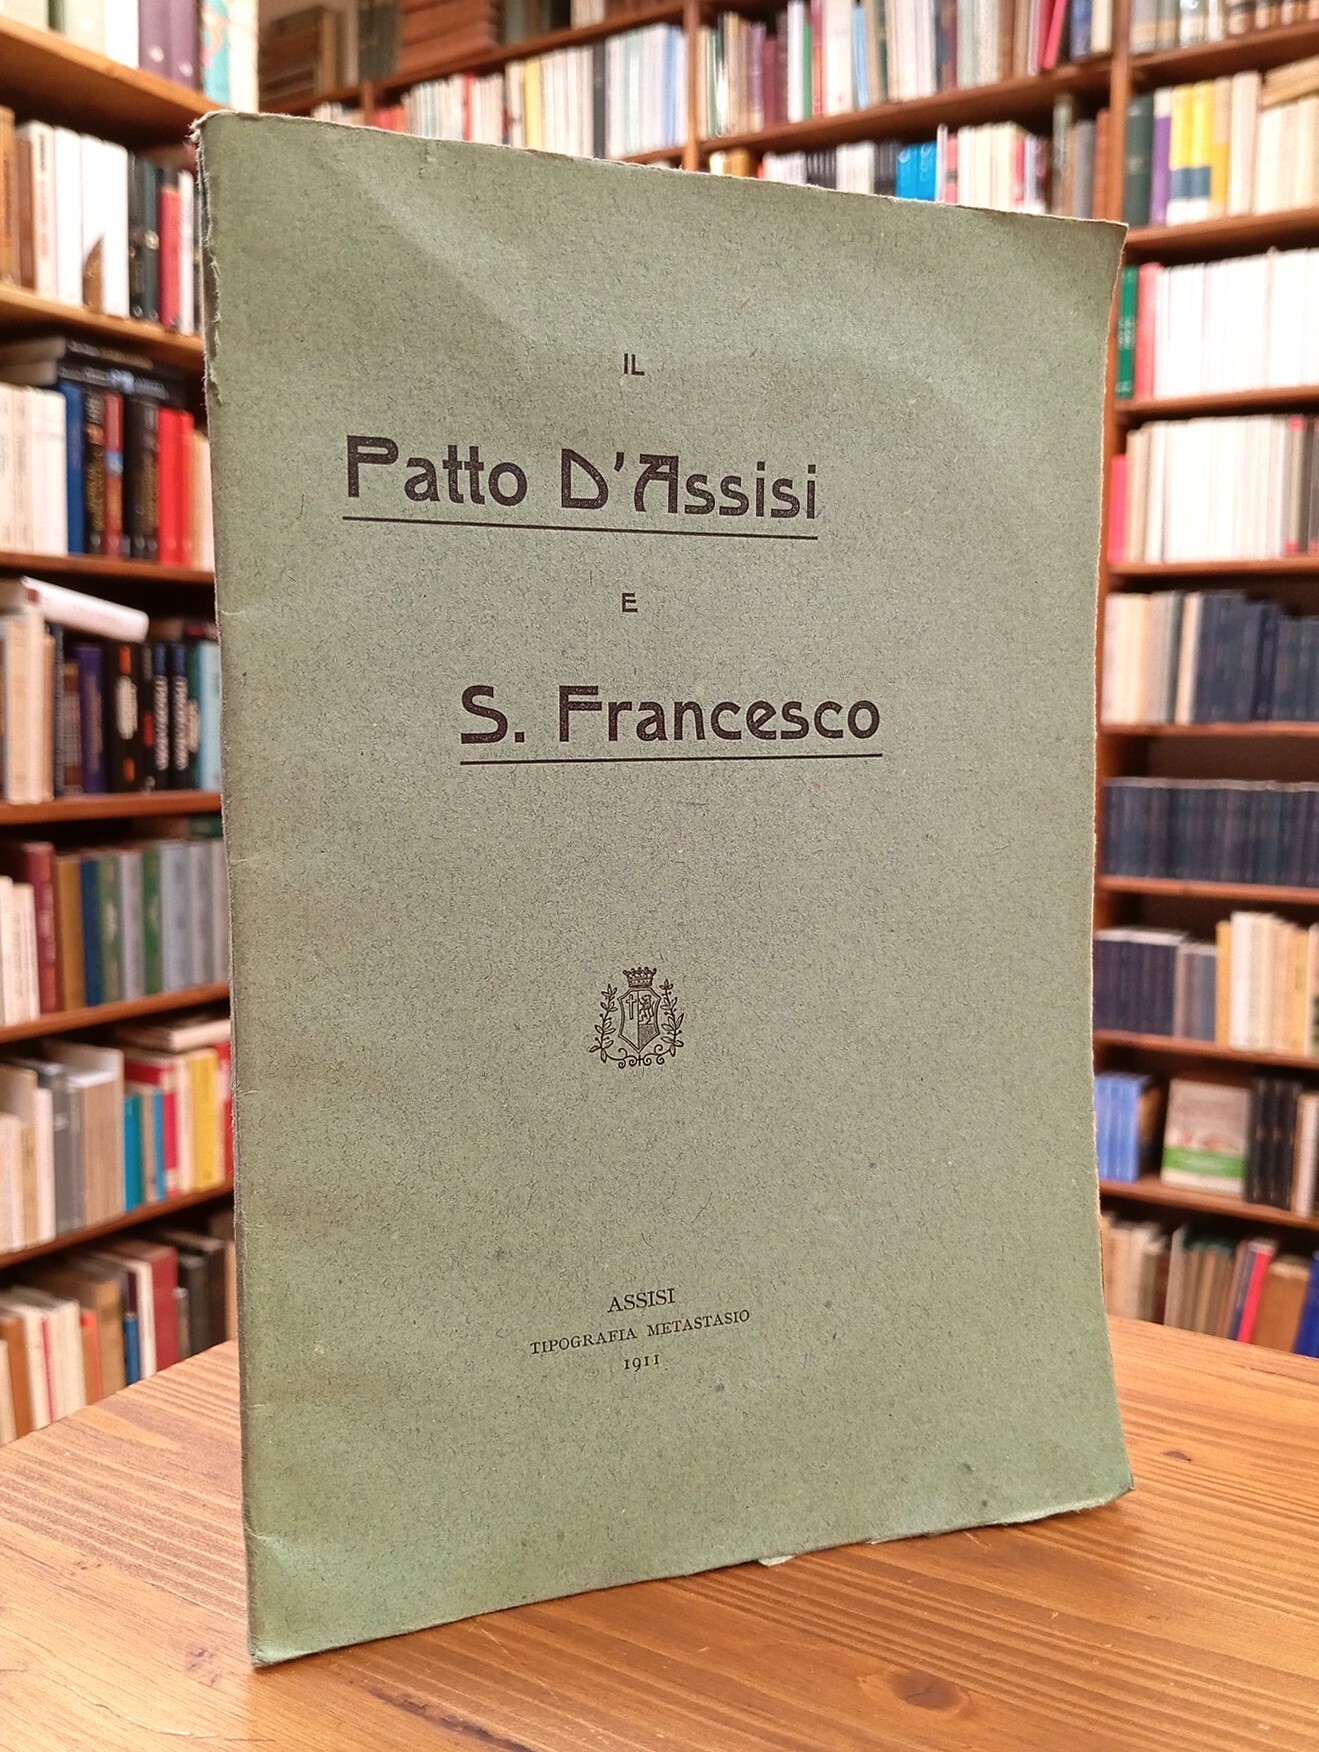 IL
Patto D'Assisi
E
S. Francesco
ASSISI
TIPOGRAFIA METASTASIO
1911